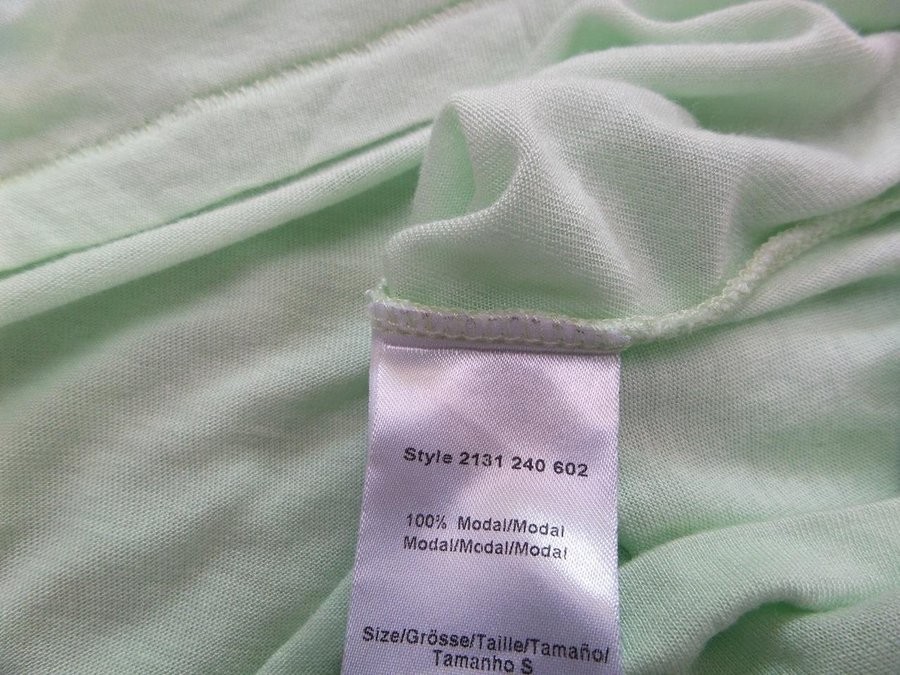 Style 2131 240 602
100% Modal/Modal
Modal/Modal/Modal
Size/Grösse/Taille/Tamaño/
Tamanho S